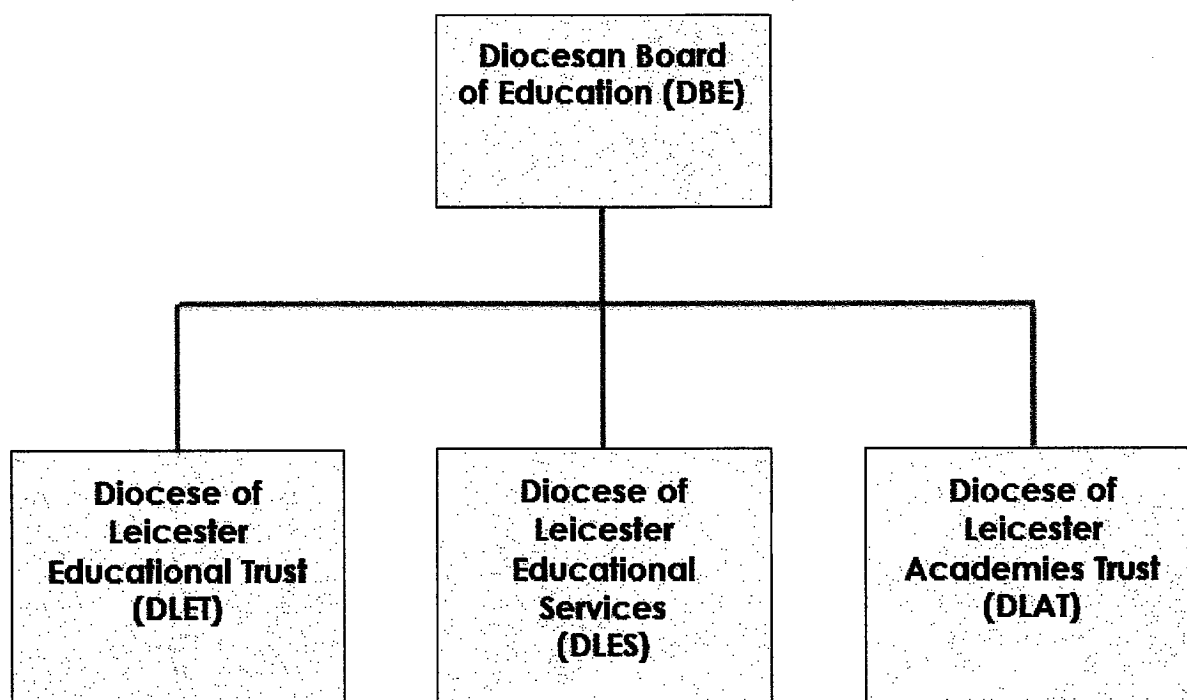 Diocesan Board
of Education (DBE)
Diocese of
Leicester
Educational Trust
(DLET)
Diocese of
Leicester
Educational
Services
(DLES)
Diocese of
Leicester
Academies Trust
(DLAT)